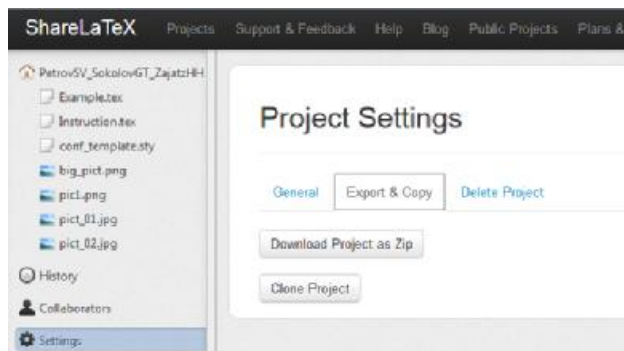 ShareLaTeX Projects Support & Feedback Help Blog Public Projects Plans &
PetrovSV_SokolovGT_ZajatzHH
Example.tex
Instruction.tex
conf_template.sty
big_pict.png
pic1.png
pict_01.jpg
pict_02.jpg
History
Collaborators
Settings
Project Settings
General Export & Copy Delete Project
Download Project as Zip
Clone Project